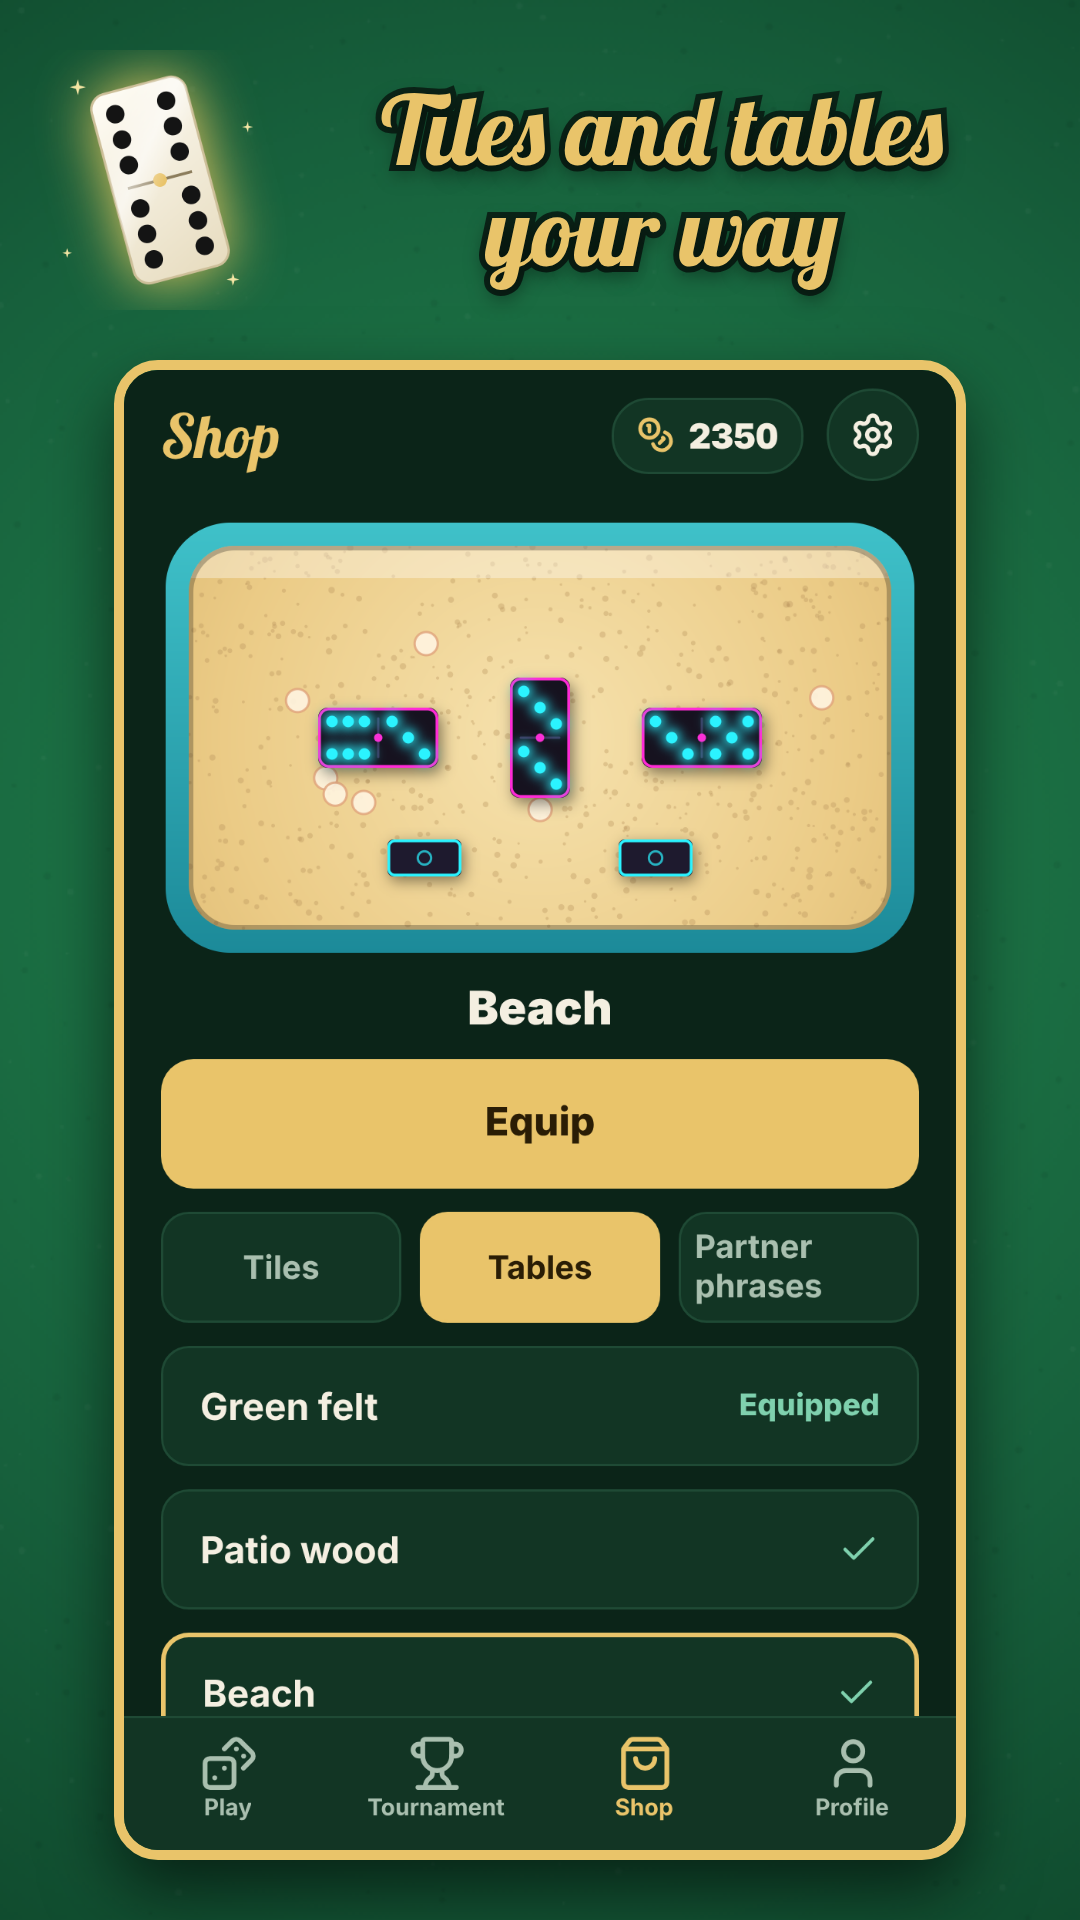 Tiles and tables
your way
Shop
2350
Beach
Equip
Tiles
Tables
Partner
phrases
Green felt
Equipped
Patio wood
Beach
Play
Tournament
Shop
Profile